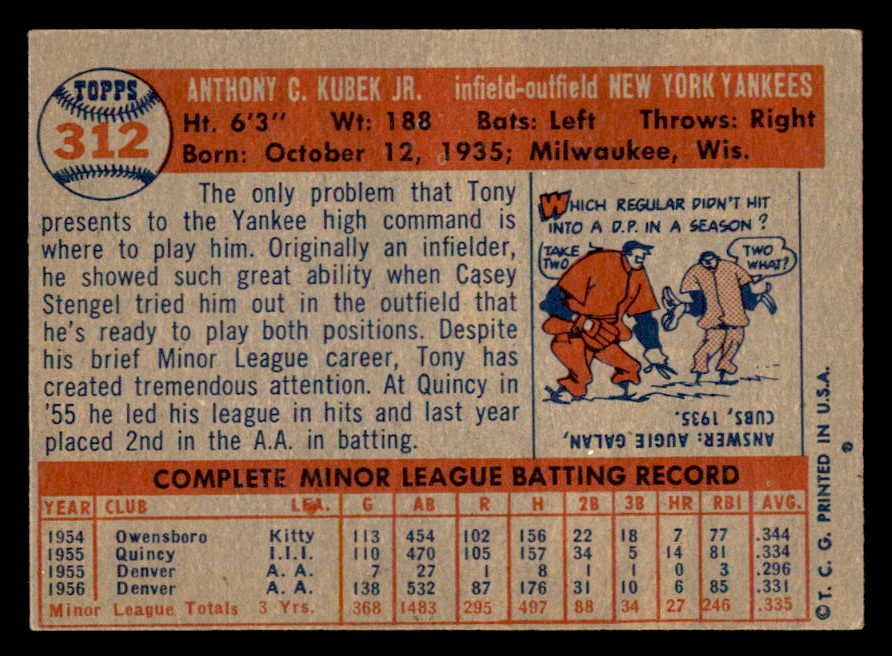 TOPPS
312
ANTHONY C. KUBEK JR. infield-outfield NEW YORK YANKEES
Ht. 6'3" Wt: 188 Bats: Left Throws: Right
Born: October 12, 1935; Milwaukee, Wis.
The only problem that Tony
presents to the Yankee high command is
where to play him. Originally an infielder,
he showed such great ability when Casey
Stengel tried him out in the outfield that
he's ready to play both positions. Despite
his brief Minor League career, Tony has
created tremendous attention. At Quincy in
'55 he led his league in hits and last year
placed 2nd in the A.A. in batting.
WHICH REGULAR DIDN'T HIT
INTO A D.P. IN A SEASON?
TAKE
TWO
TWO
WHAT?
ANSWER: AUGIE GALAN,
CUBS, 1935.
COMPLETE MINOR LEAGUE BATTING RECORD
YEAR CLUB LEA. G AB R H 2B 3B HR RBI AVG.
1954 Owensboro Kitty 113 454 102 156 22 18 7 77 .344
1955 Quincy I.I.I. 110 470 105 157 34 5 14 81 .334
1955 Denver A. A. 7 27 1 8 1 1 0 3 .296
1956 Denver A. A. 138 532 87 176 31 10 6 85 .331
Minor League Totals 3 Yrs. 368 1483 295 497 88 34 27 246 .335
© T. C. G. PRINTED IN U.S.A.